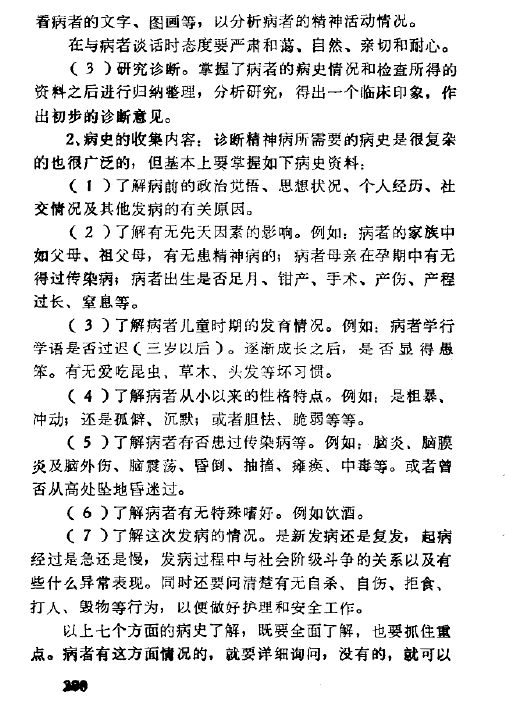 看病者的文字、图画等，以分析病者的精神活动情况。
在与病者谈话时态度要严肃和蔼、自然、亲切和耐心。
（3）研究诊断。掌握了病者的病史情况和检查所得的
资料之后进行归纳整理，分析研究，得出一个临床印象，作
出初步的诊断意见。
2、病史的收集内容：诊断精神病所需要的病史是很复杂
的也很广泛的，但基本上要掌握如下病史资料：
（1）了解病前的政治觉悟、思想状况、个人经历、社
交情况及其他发病的有关原因。
（2）了解有无先天因素的影响。例如：病者的家族中
如父母、祖父母，有无患精神病的；病者母亲在孕期中有无
得过传染病；病者出生是否足月、钳产、手术、产伤、产程
过长、窒息等。
（3）了解病者儿童时期的发育情况。例如：病者学行
学语是否过迟（三岁以后）。逐渐成长之后，是否显得愚
笨。有无爱吃昆虫、草木、头发等坏习惯。
（4）了解病者从小以来的性格特点。例如：是粗暴、
冲动；还是孤僻、沉默；或者胆怯、脆弱等等。
（5）了解病者有否患过传染病等。例如：脑炎、脑膜
炎及脑外伤、脑震荡、昏倒、抽搐、瘫痪、中毒等。或者曾
否从高处坠地昏迷过。
（6）了解病者有无特殊嗜好。例如饮酒。
（7）了解这次发病的情况。是新发病还是复发，起病
经过是急还是慢，发病过程中与社会阶级斗争的关系以及有
些什么异常表现。同时还要问清楚有无自杀、自伤、拒食、
打人、毁物等行为，以便做好护理和安全工作。
以上七个方面的病史了解，既要全面了解，也要抓住重
点。病者有这方面情况的，就要详细询问，没有的，就可以